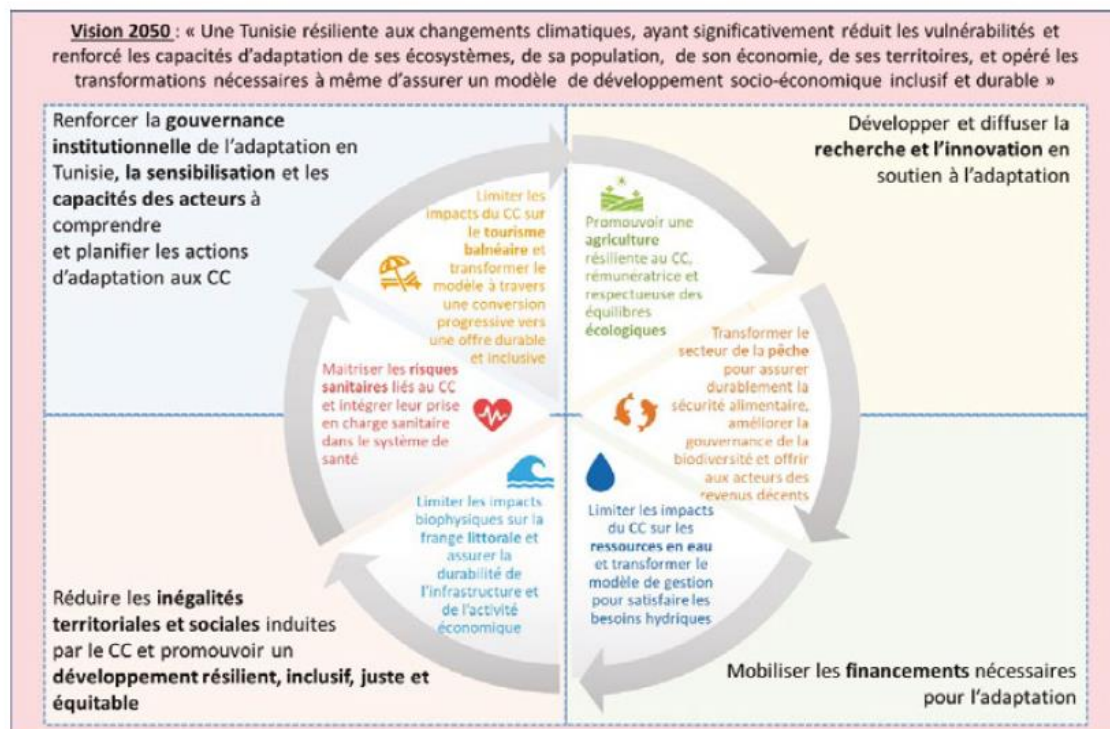 Vision 2050 : « Une Tunisie résiliente aux changements climatiques, ayant significativement réduit les vulnérabilités et
renforcé les capacités d'adaptation de ses écosystèmes, de sa population, de son économie, de ses territoires, et opéré les
transformations nécessaires à même d'assurer un modèle de développement socio-économique inclusif et durable »
Renforcer la gouvernance
institutionnelle de l'adaptation en
Tunisie, la sensibilisation et les
capacités des acteurs à
comprendre
et planifier les actions
d'adaptation aux CC
Développer et diffuser la
recherche et l'innovation en
soutien à l'adaptation
Limiter les
impacts du CC sur
le tourisme
balnéaire et
transformer le
modèle à travers
une conversion
progressive vers
une offre durable
et inclusive
Promouvoir une
agriculture
résiliente au CC,
rémunératrice et
respectueuse des
équilibres
écologiques
Maitriser les risques
sanitaires liés au CC
et intégrer leur prise
en charge sanitaire
dans le système de
santé
Transformer le
secteur de la pêche
pour assurer
durablement la
sécurité alimentaire,
améliorer la
gouvernance de la
biodiversité et offrir
aux acteurs des
revenus décents
Limiter les impacts
biophysiques sur la
frange littorale et
assurer la
durabilité de
l'infrastructure et
de l'activité
économique
Limiter les impacts
du CC sur les
ressources en eau
et transformer le
modèle de gestion
pour satisfaire les
besoins hydriques
Réduire les inégalités
territoriales et sociales induites
par le CC et promouvoir un
développement résilient, inclusif, juste et
équitable
Mobiliser les financements nécessaires
pour l'adaptation